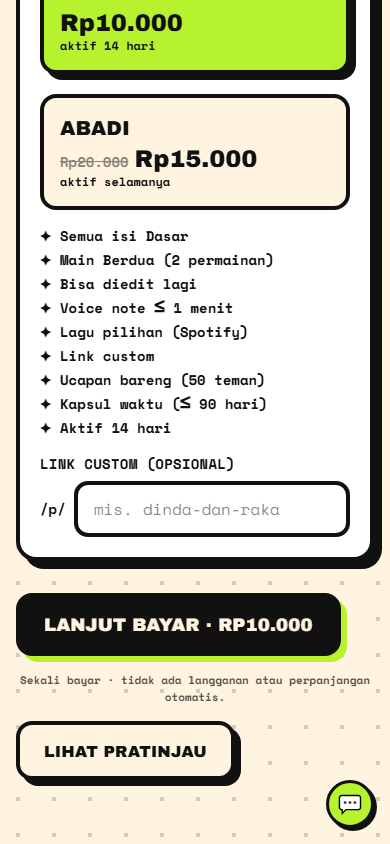 Rp10.000
aktif 14 hari
ABADI
Rp20.000 Rp15.000
aktif selamanya
✦ Semua isi Dasar
✦ Main Berdua (2 permainan)
✦ Bisa diedit lagi
✦ Voice note ≤ 1 menit
✦ Lagu pilihan (Spotify)
✦ Link custom
✦ Ucapan bareng (50 teman)
✦ Kapsul waktu (≤ 90 hari)
✦ Aktif 14 hari
LINK CUSTOM (OPSIONAL)
/p/ mis. dinda-dan-raka
LANJUT BAYAR · RP10.000
Sekali bayar · tidak ada langganan atau perpanjangan
otomatis.
LIHAT PRATINJAU